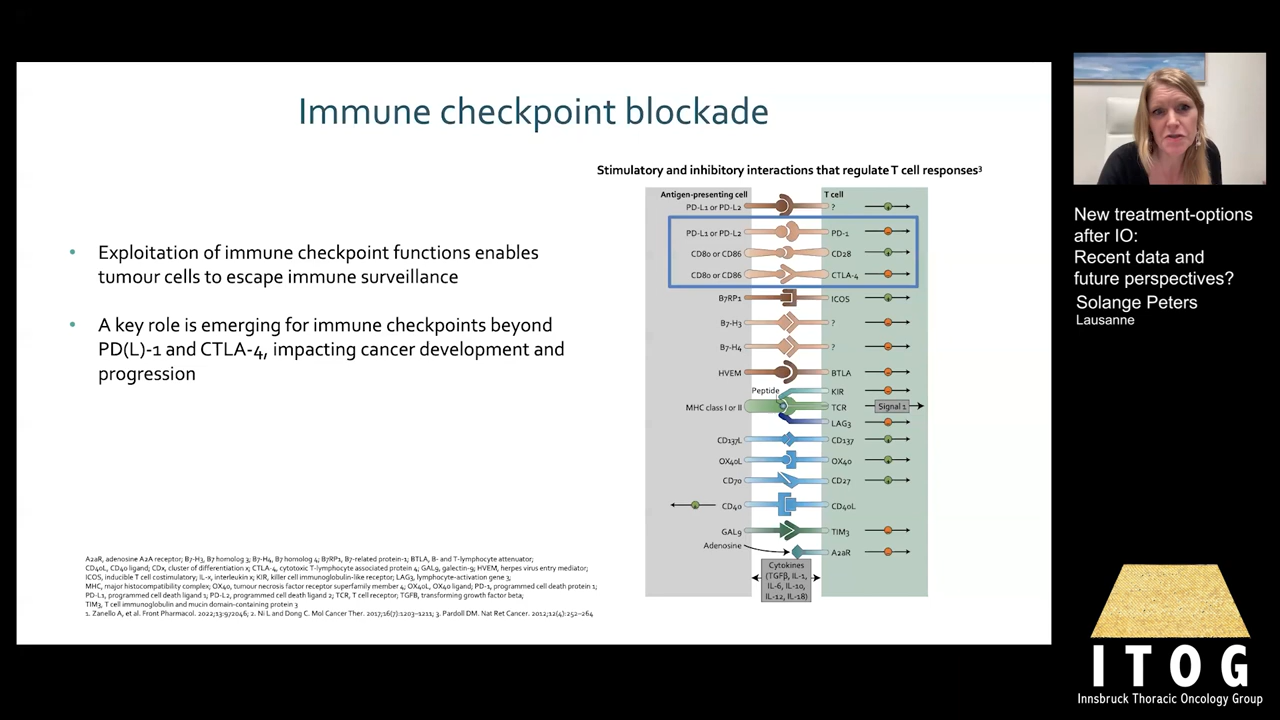 Immune checkpoint blockade
Stimulatory and inhibitory interactions that regulate T cell responses³
• Exploitation of immune checkpoint functions enables
tumour cells to escape immune surveillance
• A key role is emerging for immune checkpoints beyond
PD(L)-1 and CTLA-4, impacting cancer development and
progression
Antigen-presenting cell T cell
PD-L1 or PD-L2 ?
PD-L1 or PD-L2 PD-1
CD80 or CD86 CD28
CD80 or CD86 CTLA-4
B7RP1 ICOS
B7-H3 ?
B7-H4 ?
HVEM BTLA
Peptide KIR
MHC class I or II TCR Signal 1
LAG3
CD137L CD137
OX40L OX40
CD70 CD27
CD40 CD40L
GAL9 TIM3
Adenosine A2aR
Cytokines
(TGFβ, IL-1,
IL-6, IL-10,
IL-12, IL-18)
A2aR, adenosine A2A receptor; B7-H3, B7 homolog 3; B7-H4, B7 homolog 4; B7RP1, B7-related protein-1; BTLA, B- and T-lymphocyte attenuator;
CD40L, CD40 ligand; CDx, cluster of differentiation x; CTLA-4, cytotoxic T-lymphocyte associated protein 4; GAL9, galectin-9; HVEM, herpes virus entry mediator;
ICOS, inducible T cell costimulatory; IL-x, interleukin x; KIR, killer cell immunoglobulin-like receptor; LAG3, lymphocyte-activation gene 3;
MHC, major histocompatibility complex; OX40, tumour necrosis factor receptor superfamily member 4; OX40L, OX40 ligand; PD-1, programmed cell death protein 1;
PD-L1, programmed cell death ligand 1; PD-L2, programmed cell death ligand 2; TCR, T cell receptor; TGFB, transforming growth factor beta;
TIM3, T cell immunoglobulin and mucin domain-containing protein 3
1. Zanello A, et al. Front Pharmacol. 2022;13:972046; 2. Ni L and Dong C. Mol Cancer Ther. 2017;16(7):1203–1211; 3. Pardoll DM. Nat Ret Cancer. 2012;12(4):252–264
New treatment-options
after IO:
Recent data and
future perspectives?
Solange Peters
Lausanne
ITOG
Innsbruck Thoracic Oncology Group